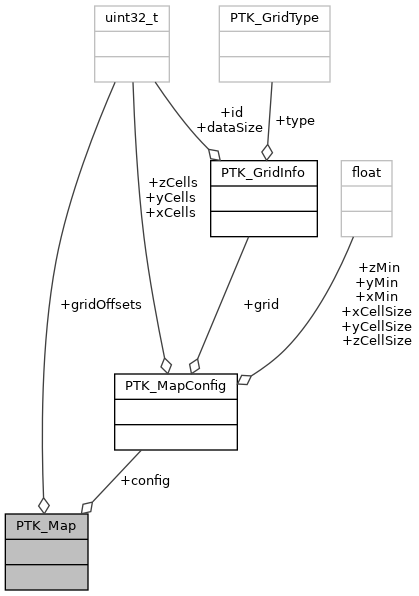 uint32_t
PTK_GridType
+id
+dataSize
+type
PTK_GridInfo
float
+zCells
+yCells
+xCells
+zMin
+yMin
+xMin
+xCellSize
+yCellSize
+zCellSize
+gridOffsets
+grid
PTK_MapConfig
+config
PTK_Map